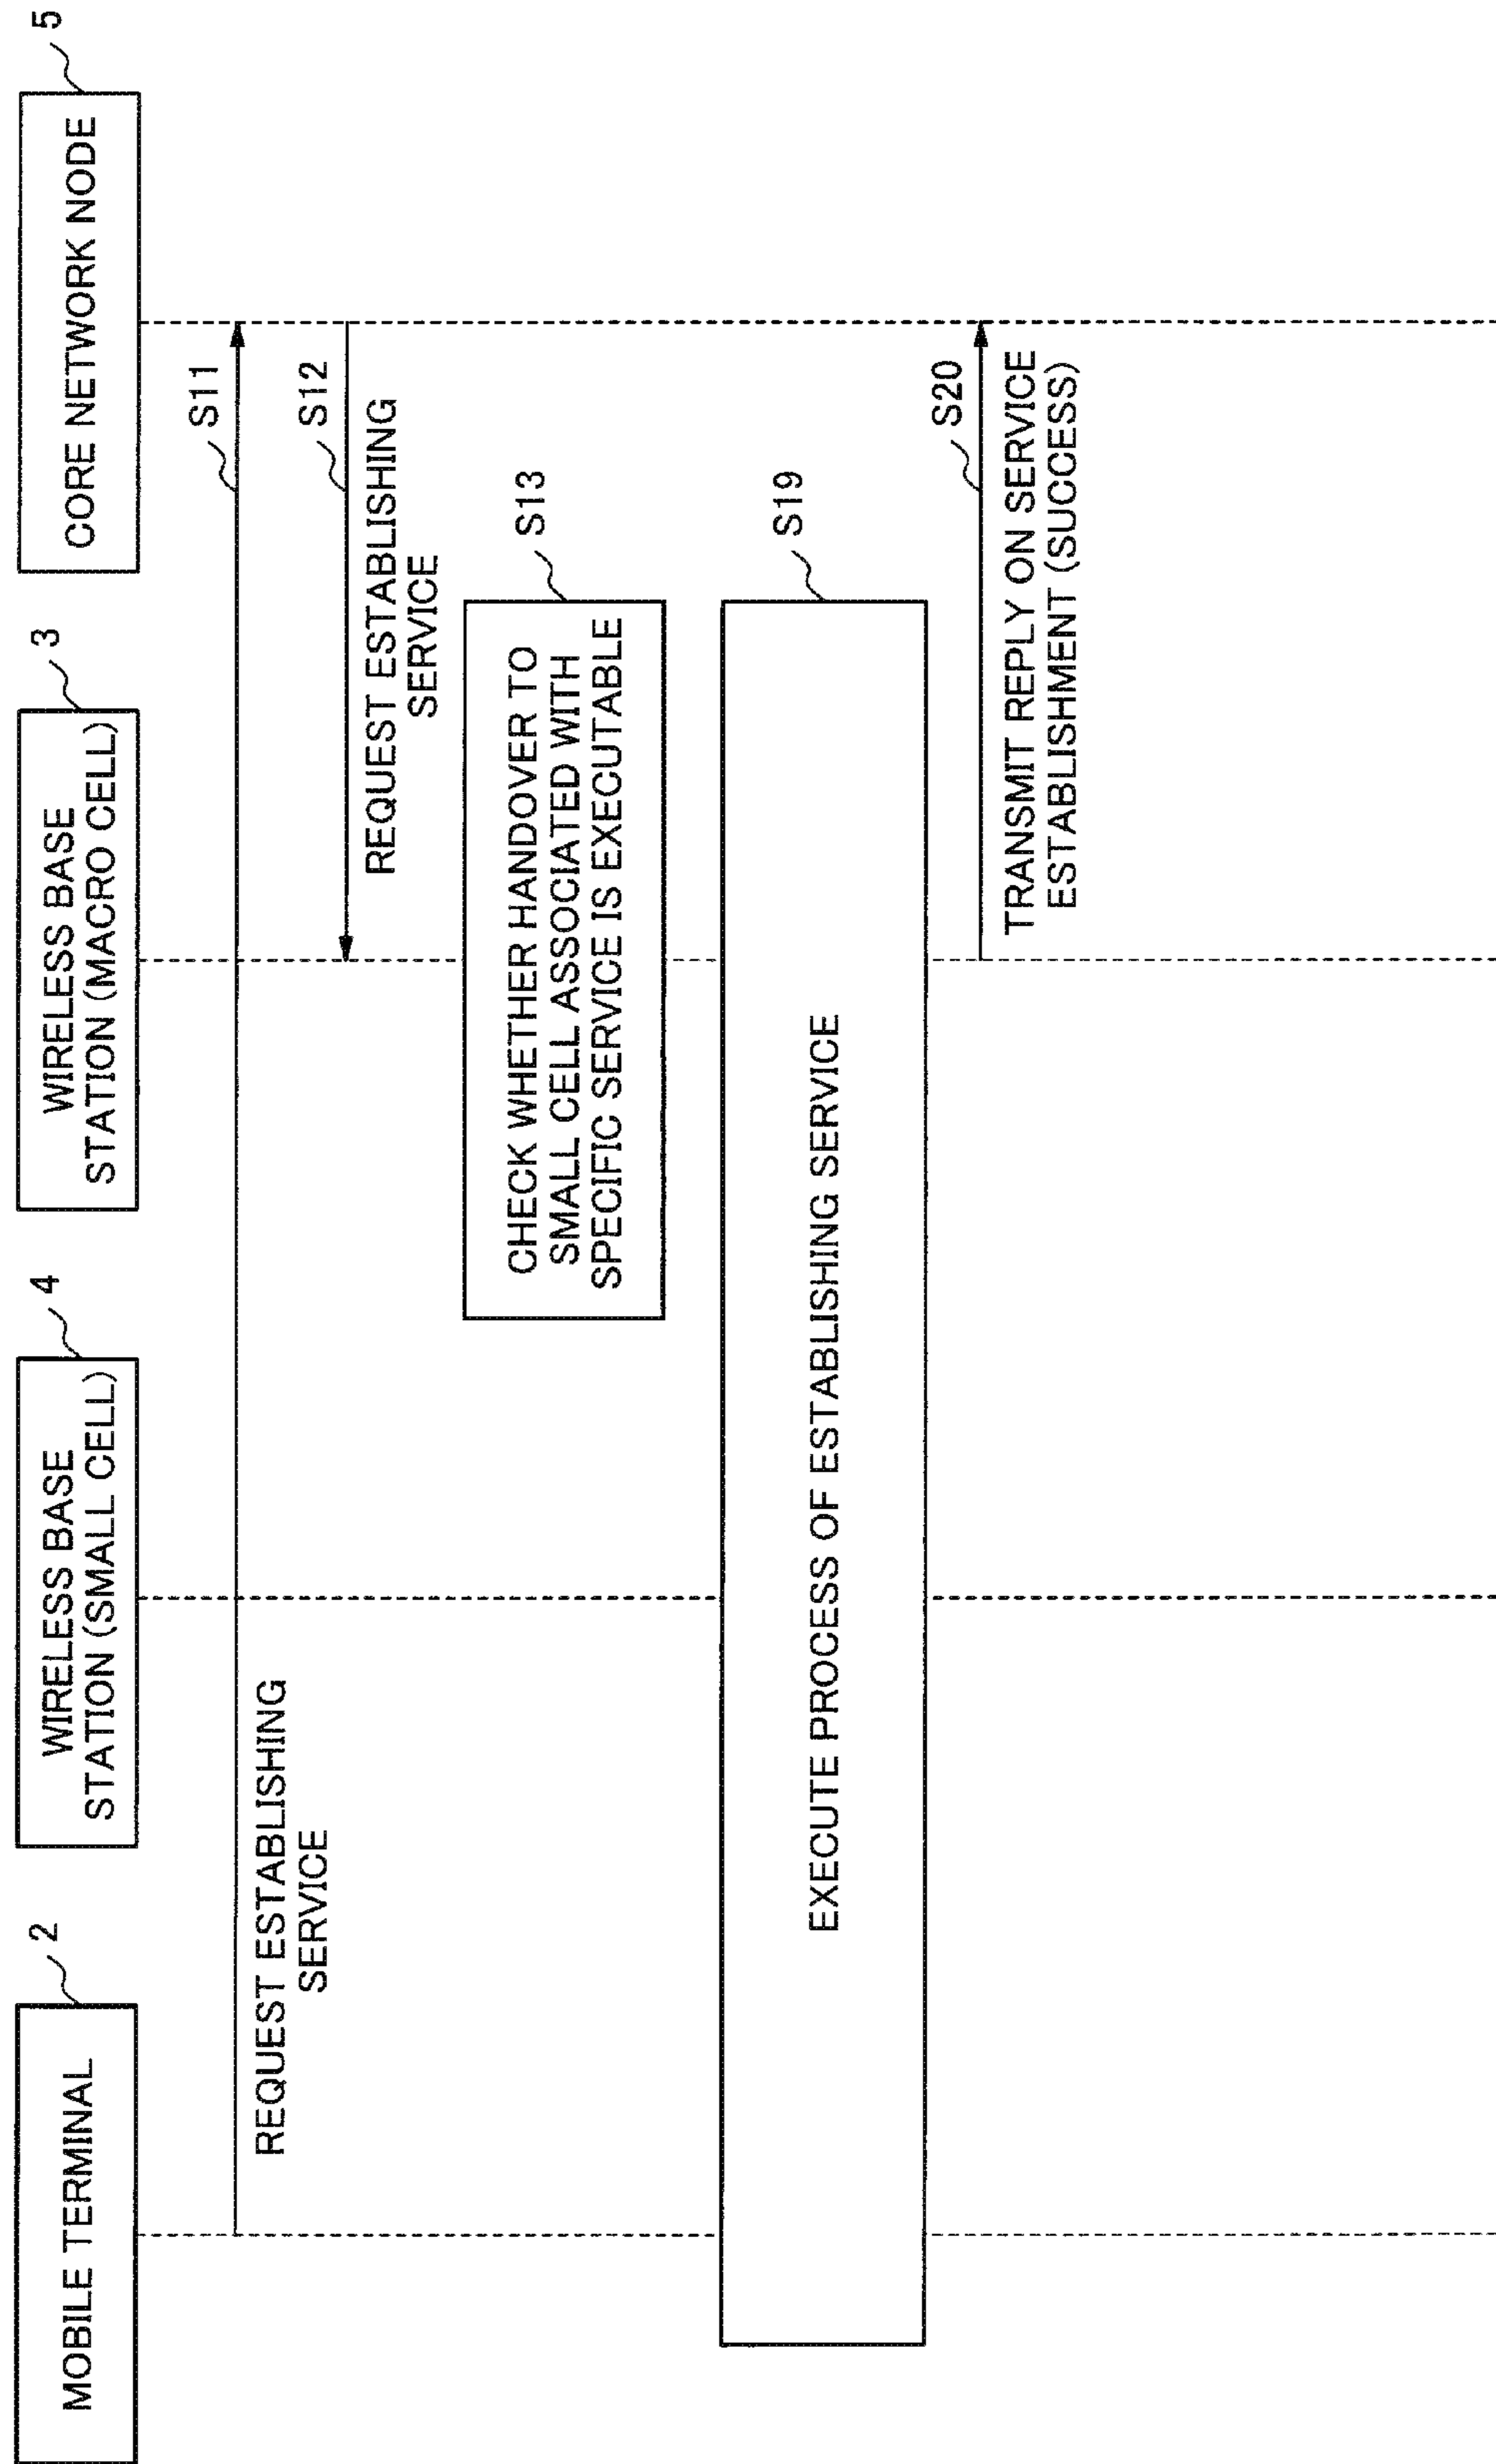 MOBILE TERMINAL
2
WIRELESS BASE
STATION (SMALL CELL)
4
WIRELESS BASE
STATION (MACRO CELL)
3
CORE NETWORK NODE
5
S11
REQUEST ESTABLISHING
SERVICE
S12
REQUEST ESTABLISHING
SERVICE
S13
CHECK WHETHER HANDOVER TO
SMALL CELL ASSOCIATED WITH
SPECIFIC SERVICE IS EXECUTABLE
S19
EXECUTE PROCESS OF ESTABLISHING SERVICE
S20
TRANSMIT REPLY ON SERVICE
ESTABLISHMENT (SUCCESS)